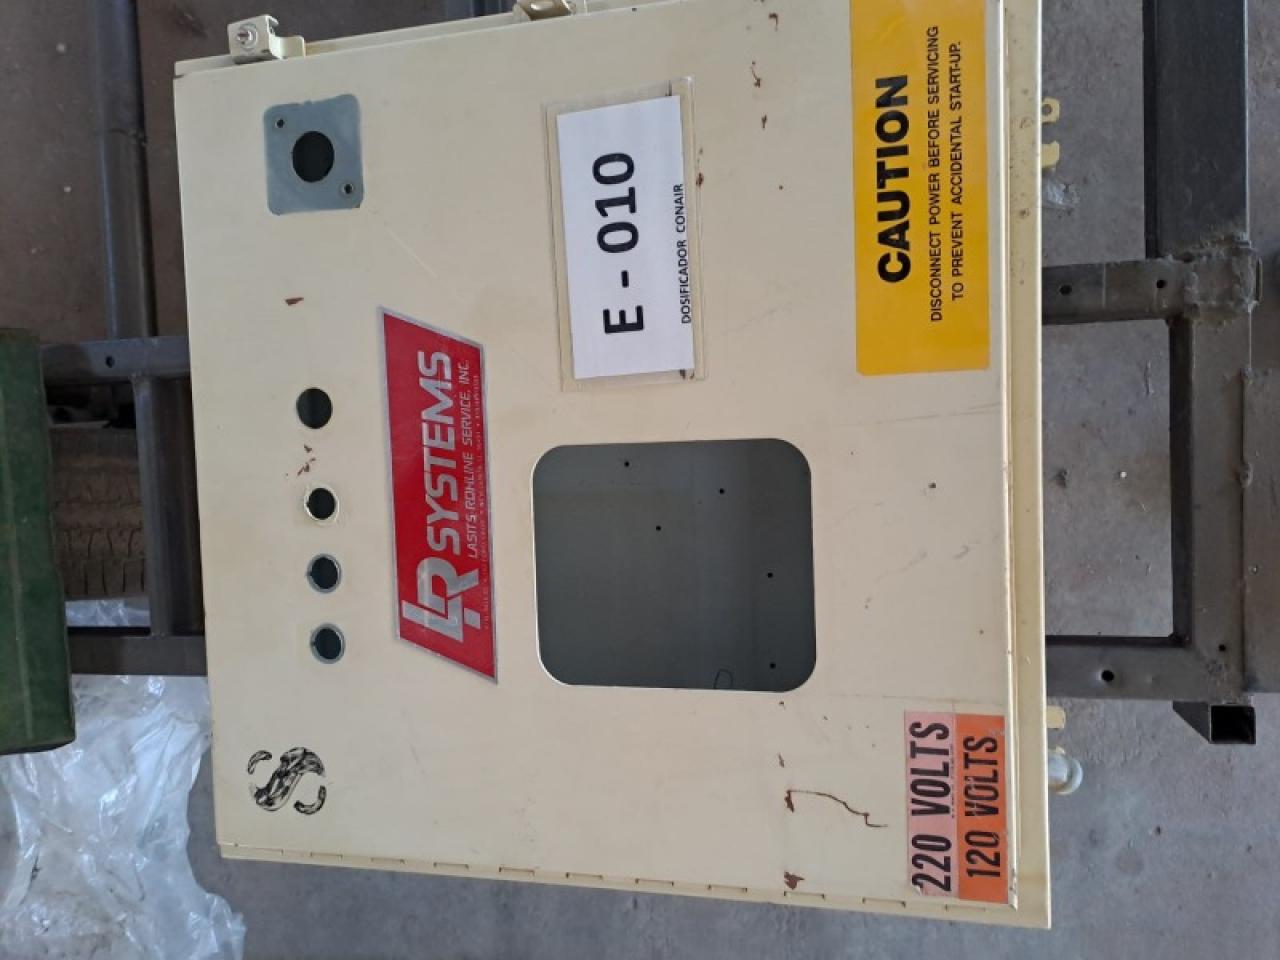 LR SYSTEMS
LASITS ROHLINE SERVICE, INC.
E - 010
DOSIFICADOR CONAIR
CAUTION
DISCONNECT POWER BEFORE SERVICING
TO PREVENT ACCIDENTAL START-UP.
220 VOLTS
120 VOLTS